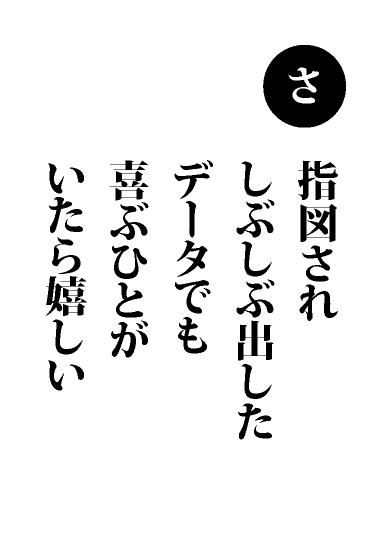 さ
指図され
しぶしぶ出した
データでも
喜ぶひとが
いたら嬉しい